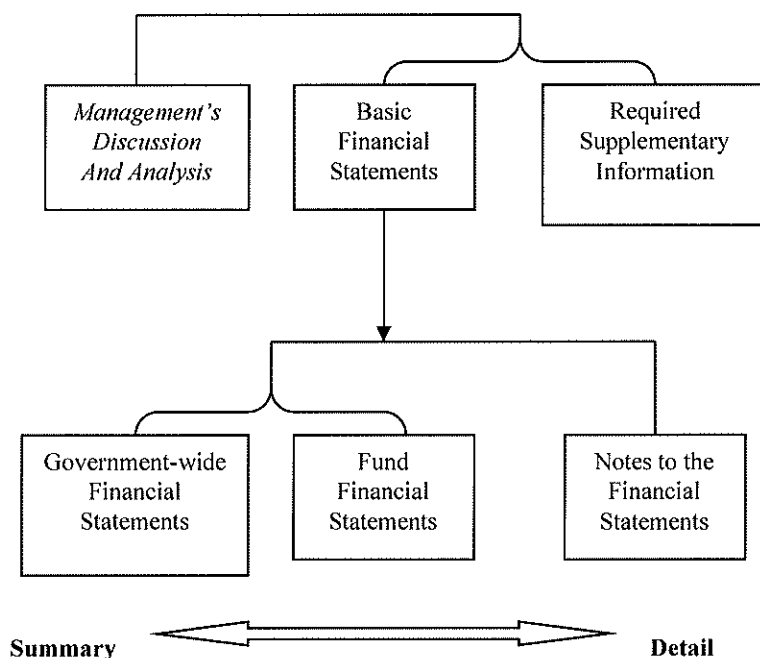 Management's
Discussion
And Analysis
Basic
Financial
Statements
Required
Supplementary
Information
Government-wide
Financial
Statements
Fund
Financial
Statements
Notes to the
Financial
Statements
Summary
Detail